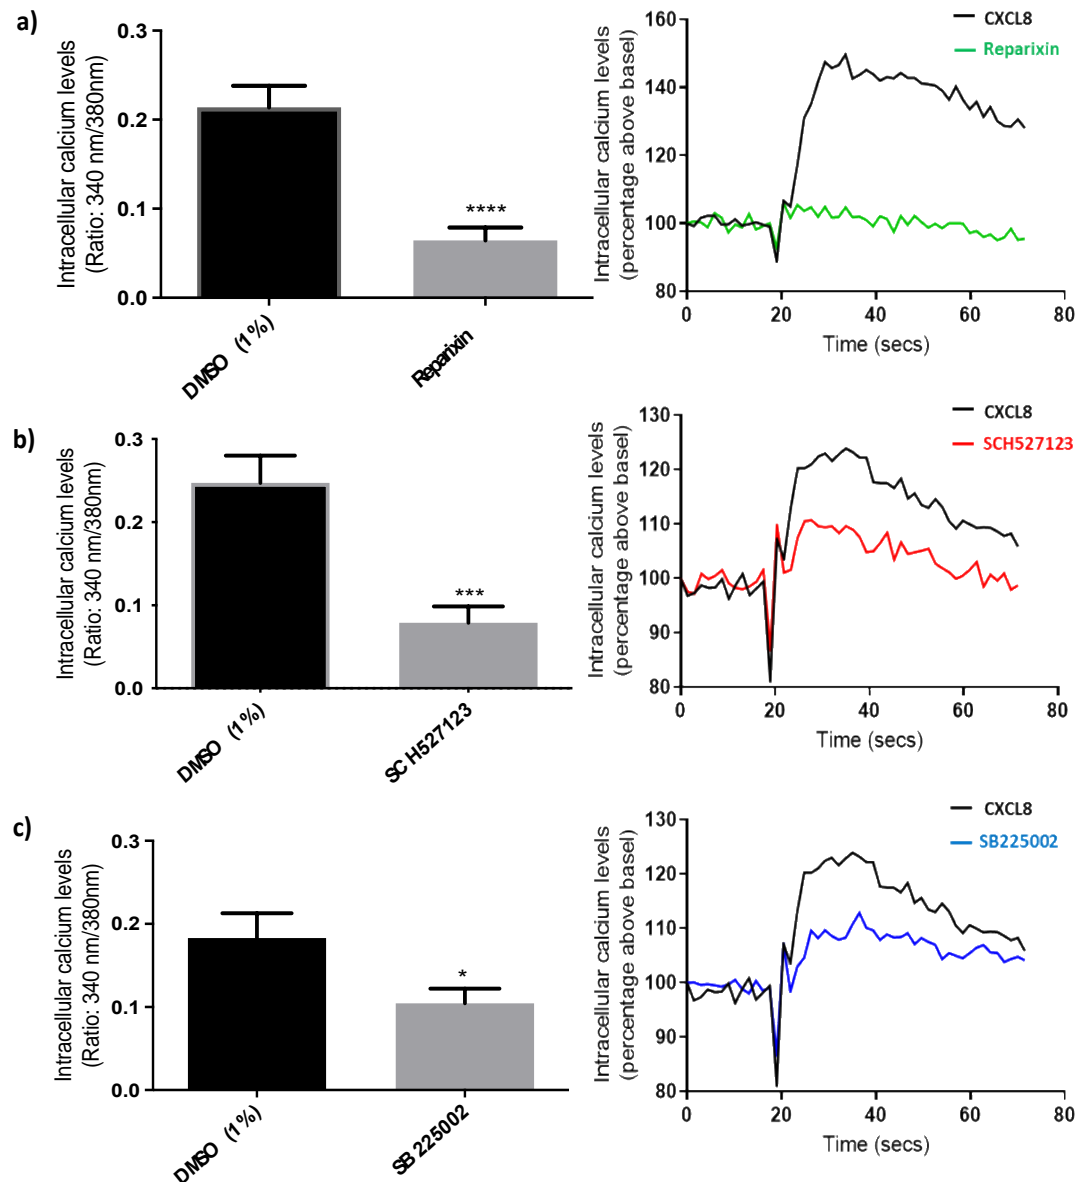 a)
Intracellular calcium levels
(Ratio: 340 nm/380nm)
0.3
0.2
0.1
0.0
****
DMSO (1%)
Reparixin
Intracellular calcium levels
(percentage above basel)
160
140
120
100
80
0
20
40
60
80
Time (secs)
CXCL8
Reparixin
b)
Intracellular calcium levels
(Ratio: 340 nm/380nm)
0.3
0.2
0.1
0.0
***
DMSO (1%)
SCH527123
Intracellular calcium levels
(percentage above basel)
130
120
110
100
90
80
0
20
40
60
80
Time (secs)
CXCL8
SCH527123
c)
Intracellular calcium levels
(Ratio: 340 nm/380nm)
0.3
0.2
0.1
0.0
*
DMSO (1%)
SB225002
Intracellular calcium levels
(percentage above basel)
130
120
110
100
90
80
0
20
40
60
80
Time (secs)
CXCL8
SB225002